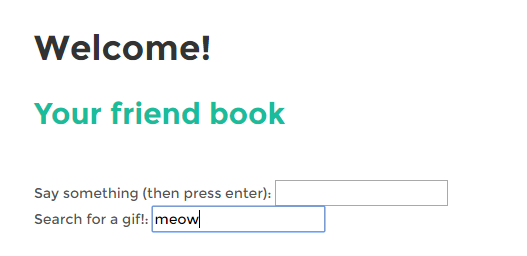 Welcome!
Your friend book
Say something (then press enter):
Search for a gif!: meow